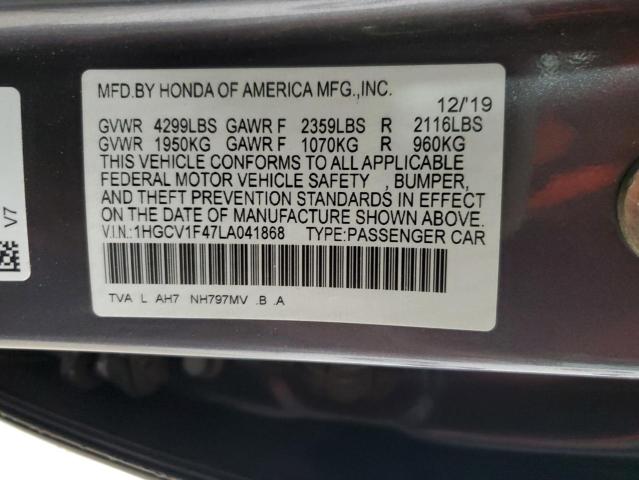 MFD.BY HONDA OF AMERICA MFG.,INC.
12/'19
GVWR 4299LBS GAWR F 2359LBS R 2116LBS
GVWR 1950KG GAWR F 1070KG R 960KG
THIS VEHICLE CONFORMS TO ALL APPLICABLE
FEDERAL MOTOR VEHICLE SAFETY , BUMPER,
AND THEFT PREVENTION STANDARDS IN EFFECT
ON THE DATE OF MANUFACTURE SHOWN ABOVE.
V.I.N.:1HGCV1F47LA041868 TYPE:PASSENGER CAR
TVA L AH7 NH797MV .B .A
V7